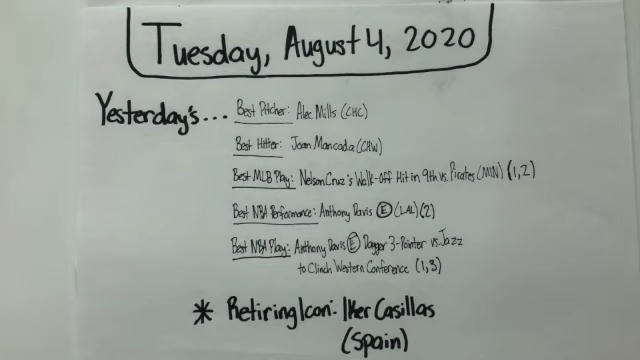 Tuesday, August 4, 2020
Yesterday's... Best Pitcher: Alec Mills (CHC)
Best Hitter: Joan Mancada (CHW)
Best MLB Play: Nelson Cruz's Walk-off Hit in 9th vs. Pirates (MIN) (1,2)
Best NBA Performance: Anthony Davis Ⓔ (LAL) (2)
Best NBA Play: Anthony Davis Ⓔ Dagger 3-Pointer vs. Jazz
to Clinch Western Conference (1,3)
* Retiring Icon: Iker Casillas
(Spain)